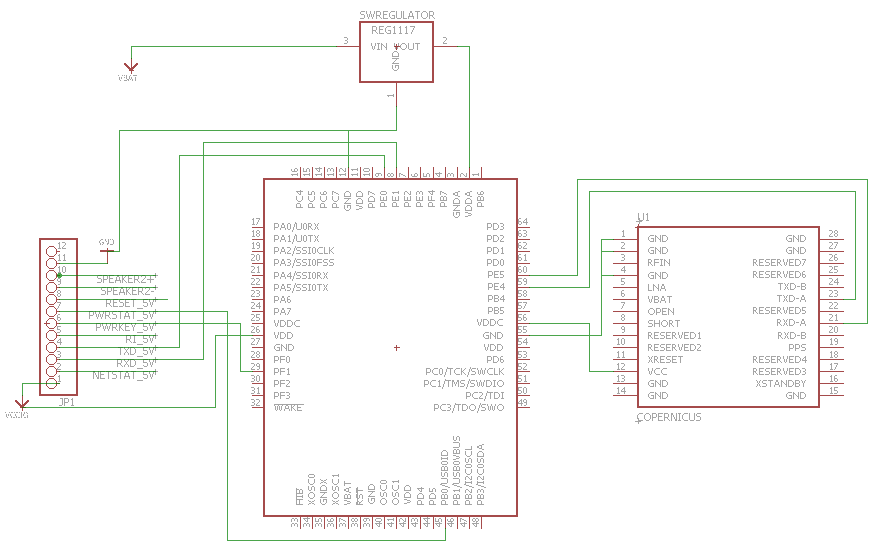 SWREGULATOR
REG1117
3
VIN
VOUT
2
GND
1
VBAT
16
15
14
13
12
11
10
9
8
7
6
5
4
3
2
1
PC4
PC5
PC6
PC7
GND
VDD
PD7
PE0
PE1
PE2
PE3
PF4
PB7
GNDA
VDDA
PB6
17 PA0/U0RX
18 PA1/U0TX
19 PA2/SSI0CLK
20 PA3/SSI0FSS
21 PA4/SSI0RX
22 PA5/SSI0TX
23 PA6
24 PA7
25 VDDC
26 VDD
27 GND
28 PF0
29 PF1
30 PF2
31 PF3
32 WAKE
PD3 64
PD2 63
PD1 62
PD0 61
PE5 60
PE4 59
PB4 58
PB5 57
VDDC 56
GND 55
VDD 54
PD6 53
PC0/TCK/SWCLK 52
PC1/TMS/SWDIO 51
PC2/TDI 50
PC3/TDO/SWO 49
HIB
XOSC0
GNDX
XOSC1
VBAT
RST
GND
OSC0
OSC1
VDD
PD4
PD5
PB0/USB0ID
PB1/USB0VBUS
PB2/I2C0SCL
PB3/I2C0SDA
33
34
35
36
37
38
39
40
41
42
43
44
45
46
47
48
GND
12
11
10
9
8
7
6
5
4
3
2
1
SPEAKER2+
SPEAKER2-
RESET_5V
PWRSTAT_5V
PWRKEY_5V
RI_5V
TXD_5V
RXD_5V
NETSTAT_5V
JP1
U1
1 GND
2 GND
3 RFIN
4 GND
5 LNA
6 VBAT
7 OPEN
8 SHORT
9 RESERVED1
10 RESERVED2
11 XRESET
12 VCC
13 GND
14 GND
GND 28
GND 27
RESERVED7 26
RESERVED6 25
TXD-B 24
TXD-A 23
RESERVED5 22
RXD-A 21
RXD-B 20
PPS 19
RESERVED4 18
RESERVED3 17
XSTANDBY 16
GND 15
COPERNICUS